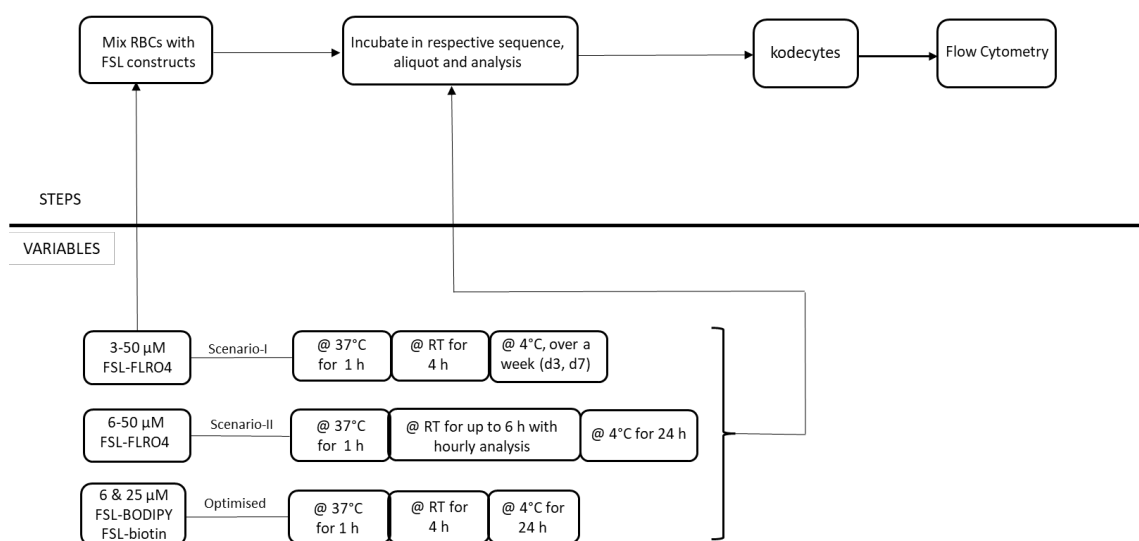 Mix RBCs with
FSL constructs
Incubate in respective sequence,
aliquot and analysis
kodecytes
Flow Cytometry
STEPS
VARIABLES
3-50 µM
FSL-FLRO4
Scenario-I
@ 37°C
for 1 h
@ RT for
4 h
@ 4°C, over a
week (d3, d7)
6-50 µM
FSL-FLRO4
Scenario-II
@ 37°C
for 1 h
@ RT for up to 6 h with
hourly analysis
@ 4°C for 24 h
6 & 25 µM
FSL-BODIPY
FSL-biotin
Optimised
@ 37°C
for 1 h
@ RT for
4 h
@ 4°C for
24 h